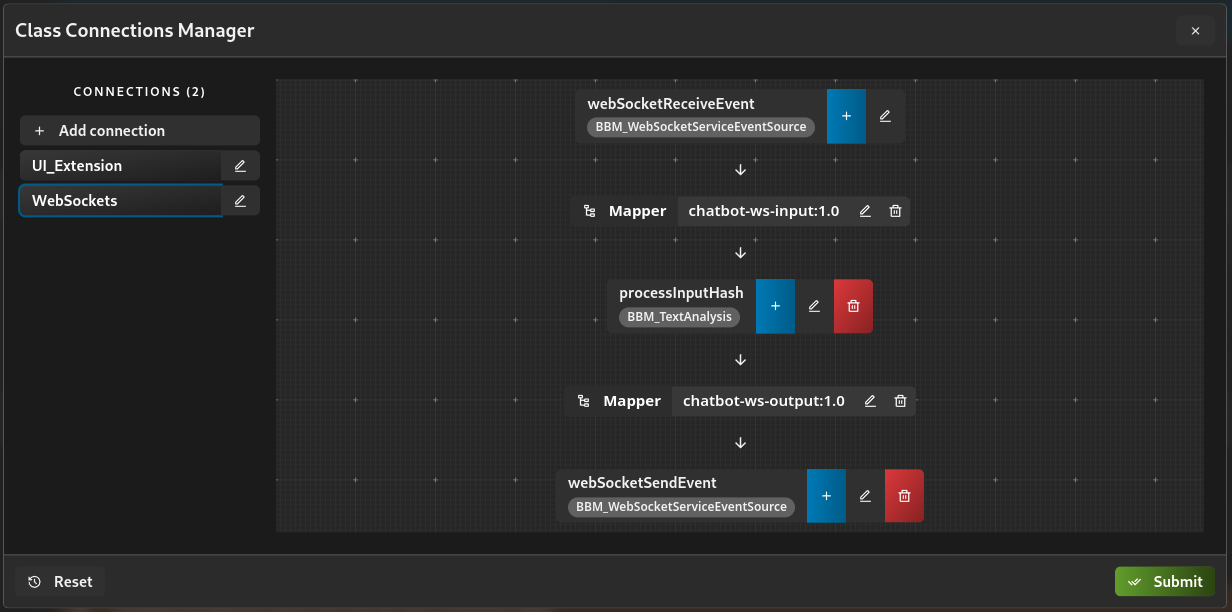 Class Connections Manager
CONNECTIONS (2)
Add connection
UI_Extension
WebSockets
webSocketReceiveEvent
BBM_WebSocketServiceEventSource
Mapper chatbot-ws-input:1.0
processInputHash
BBM_TextAnalysis
Mapper chatbot-ws-output:1.0
webSocketSendEvent
BBM_WebSocketServiceEventSource
Reset
Submit